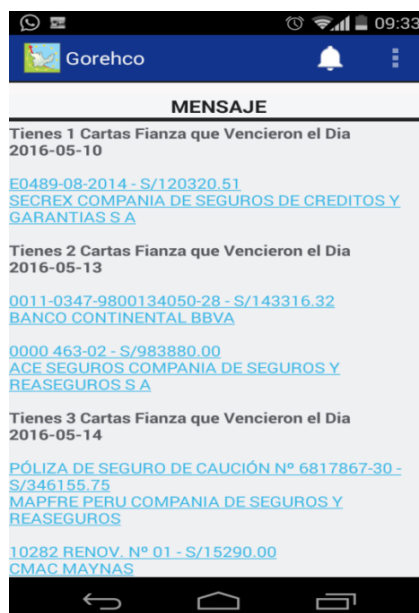 09:33
Gorehco
MENSAJE
Tienes 1 Cartas Fianza que Vencieron el Dia
2016-05-10
E0489-08-2014 - S/120320.51
SECREX COMPANIA DE SEGUROS DE CREDITOS Y
GARANTIAS S A
Tienes 2 Cartas Fianza que Vencieron el Dia
2016-05-13
0011-0347-9800134050-28 - S/143316.32
BANCO CONTINENTAL BBVA
0000 463-02 - S/983880.00
ACE SEGUROS COMPANIA DE SEGUROS Y
REASEGUROS S A
Tienes 3 Cartas Fianza que Vencieron el Dia
2016-05-14
PÓLIZA DE SEGURO DE CAUCIÓN Nº 6817867-30 -
S/346155.75
MAPFRE PERU COMPANIA DE SEGUROS Y
REASEGUROS
10282 RENOV. Nº 01 - S/15290.00
CMAC MAYNAS